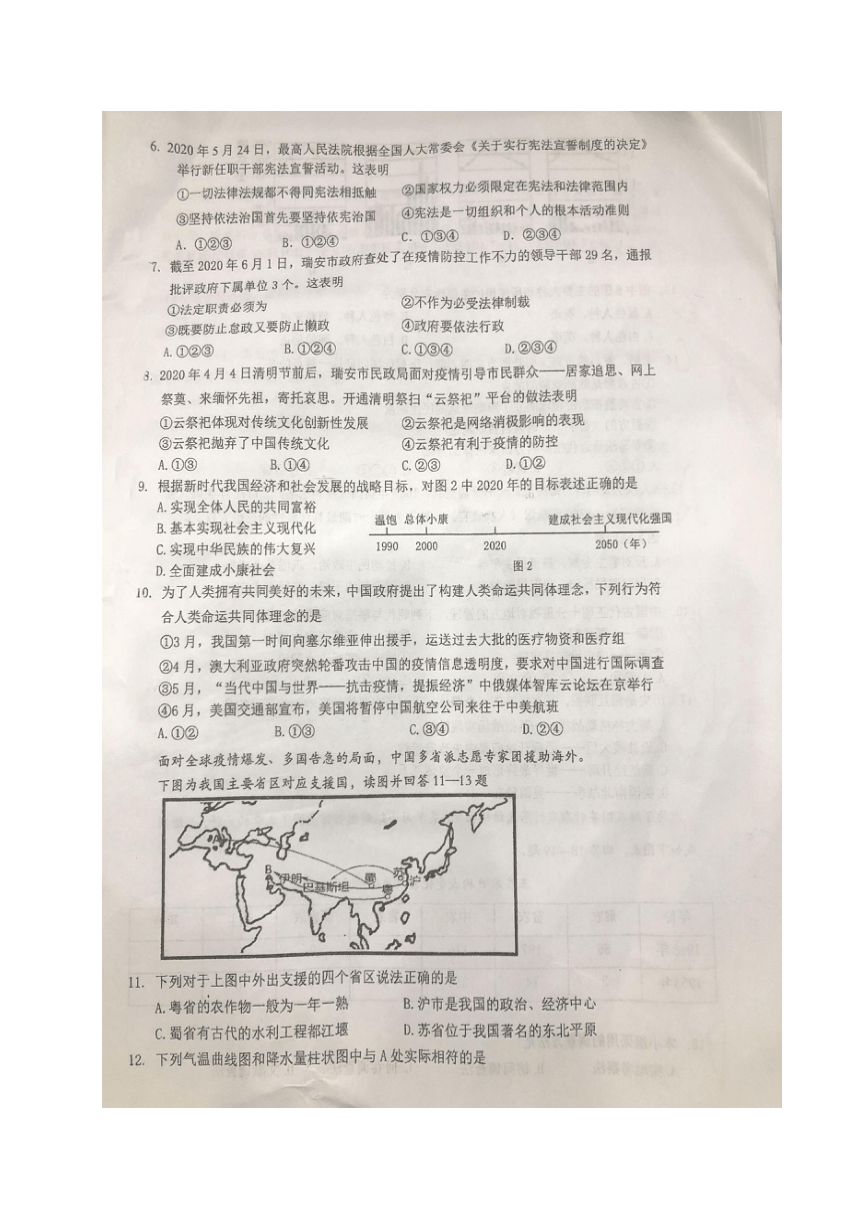 6. 2020年5月24日，最高人民法院根据全国人大常委会《关于实行宪法宣誓制度的决定》
举行新任职干部宪法宣誓活动。这表明
①一切法律法规都不得同宪法相抵触 ②国家权力必须限定在宪法和法律范围内
③坚持依法治国首先要坚持依宪治国 ④宪法是一切组织和个人的根本活动准则
A. ①②③ B. ①②④ C. ①③④ D. ②③④
7. 截至2020年6月1日，瑞安市政府查处了在疫情防控工作不力的领导干部29名，通报
批评政府下属单位3个。这表明
①法定职责必须为 ②不作为必受法律制裁
③既要防止怠政又要防止懒政 ④政府要依法行政
A.①②③ B.①②④ C.①③④ D.②③④
8. 2020年4月4日清明节前后，瑞安市民政局面对疫情引导市民群众——居家追思、网上
祭奠、来缅怀先祖，寄托哀思。开通清明祭扫“云祭祀”平台的做法表明
①云祭祀体现对传统文化创新性发展 ②云祭祀是网络消极影响的表现
③云祭祀抛弃了中国传统文化 ④云祭祀有利于疫情的防控
A.①③ B.①④ C.②③ D.①②
9. 根据新时代我国经济和社会发展的战略目标，对图2中2020年的目标表述正确的是
A.实现全体人民的共同富裕
B.基本实现社会主义现代化
C.实现中华民族的伟大复兴
D.全面建成小康社会
温饱 总体小康 建成社会主义现代化强国
1990 2000 2020 2050（年）
图2
10. 为了人类拥有共同美好的未来，中国政府提出了构建人类命运共同体理念，下列行为符
合人类命运共同体理念的是
①3月，我国第一时间向塞尔维亚伸出援手，运送过去大批的医疗物资和医疗组
②4月，澳大利亚政府突然轮番攻击中国的疫情信息透明度，要求对中国进行国际调查
③5月，“当代中国与世界——抗击疫情，提振经济”中俄媒体智库云论坛在京举行
④6月，美国交通部宣布，美国将暂停中国航空公司来往于中美航班
A.①② B.①③ C.③④ D.②④
面对全球疫情爆发、多国告急的局面，中国多省派志愿专家团援助海外。
下图为我国主要省区对应支援国，读图并回答11—13题
A
B
伊朗
巴基斯坦
蜀
苏
沪
粤
11. 下列对于上图中外出支援的四个省区说法正确的是
A.粤省的农作物一般为一年一熟 B.沪市是我国的政治、经济中心
C.蜀省有古代的水利工程都江堰 D.苏省位于我国著名的东北平原
12. 下列气温曲线图和降水量柱状图中与A处实际相符的是